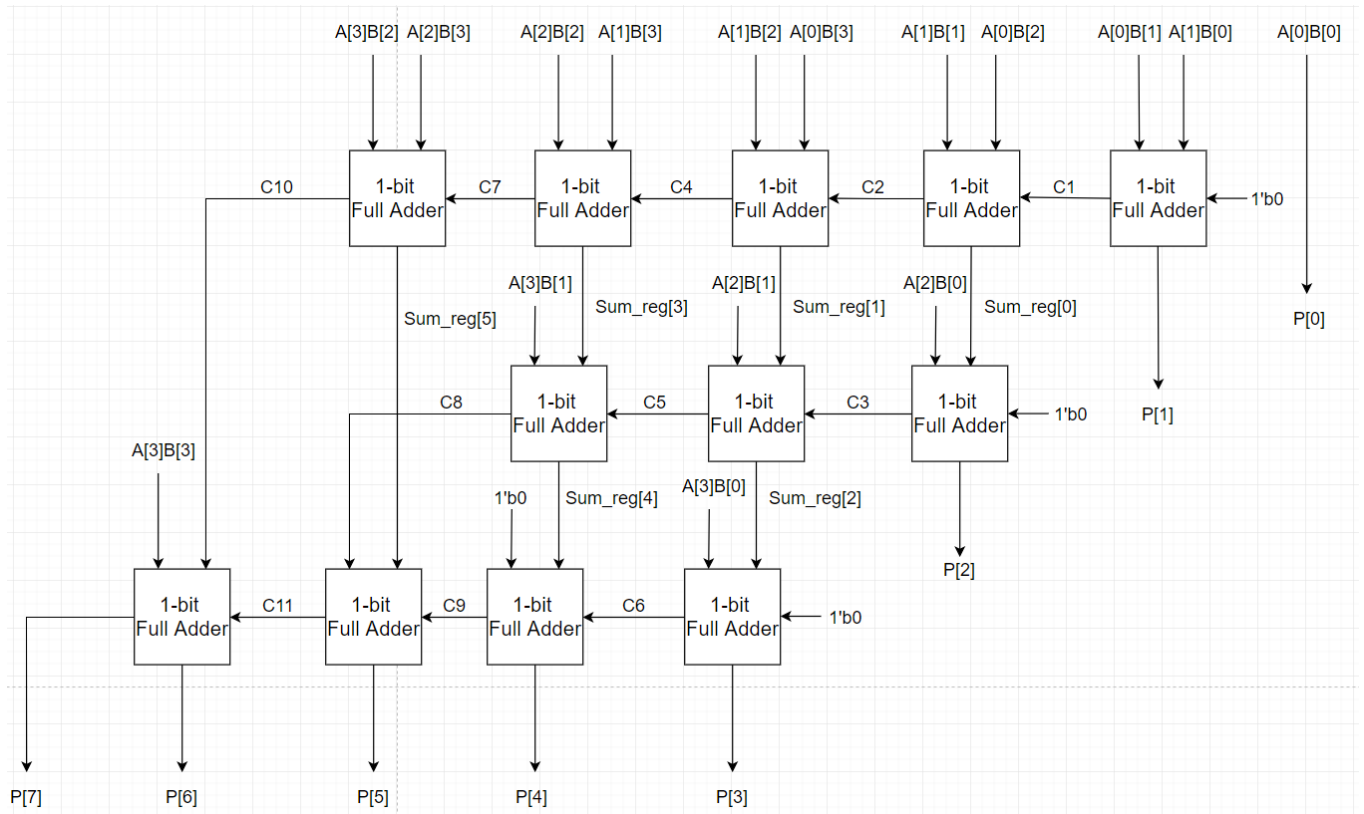 A[3]B[2] A[2]B[3] A[2]B[2] A[1]B[3] A[1]B[2] A[0]B[3] A[1]B[1] A[0]B[2] A[0]B[1] A[1]B[0] A[0]B[0]
C10 1-bit C7 1-bit C4 1-bit C2 1-bit C1 1-bit
Full Adder Full Adder Full Adder Full Adder Full Adder 1'b0
A[3]B[1] A[2]B[1] A[2]B[0]
Sum_reg[5] Sum_reg[3] Sum_reg[1] Sum_reg[0] P[0]
C8 1-bit C5 1-bit C3 1-bit
Full Adder Full Adder Full Adder 1'b0 P[1]
A[3]B[3]
1'b0 Sum_reg[4] A[3]B[0] Sum_reg[2]
P[2]
1-bit C11 1-bit C9 1-bit C6 1-bit
Full Adder Full Adder Full Adder Full Adder 1'b0
P[7] P[6] P[5] P[4] P[3]